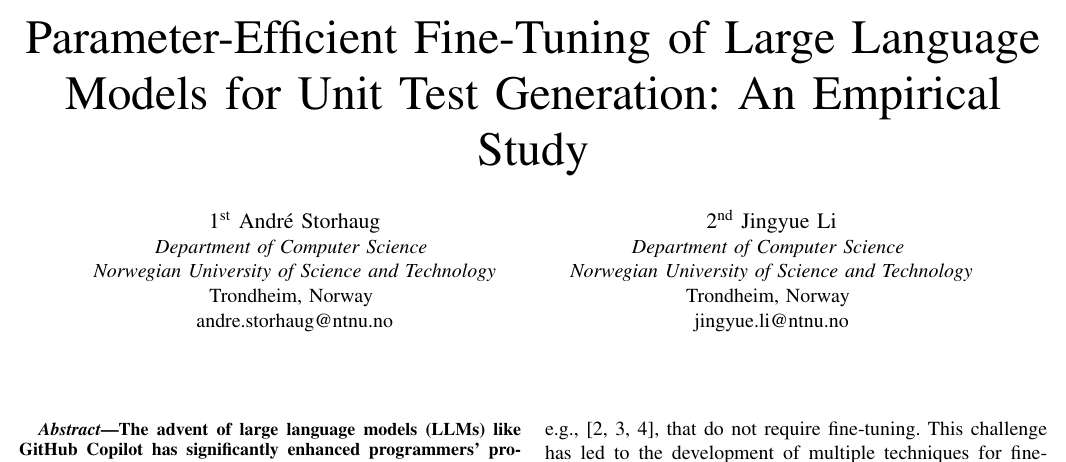 Parameter-Efficient Fine-Tuning of Large Language
Models for Unit Test Generation: An Empirical
Study
1st André Storhaug
Department of Computer Science
Norwegian University of Science and Technology
Trondheim, Norway
andre.storhaug@ntnu.no
2nd Jingyue Li
Department of Computer Science
Norwegian University of Science and Technology
Trondheim, Norway
jingyue.li@ntnu.no
Abstract—The advent of large language models (LLMs) like
GitHub Copilot has significantly enhanced programmers' pro-
e.g., [2, 3, 4], that do not require fine-tuning. This challenge
has led to the development of multiple techniques for fine-